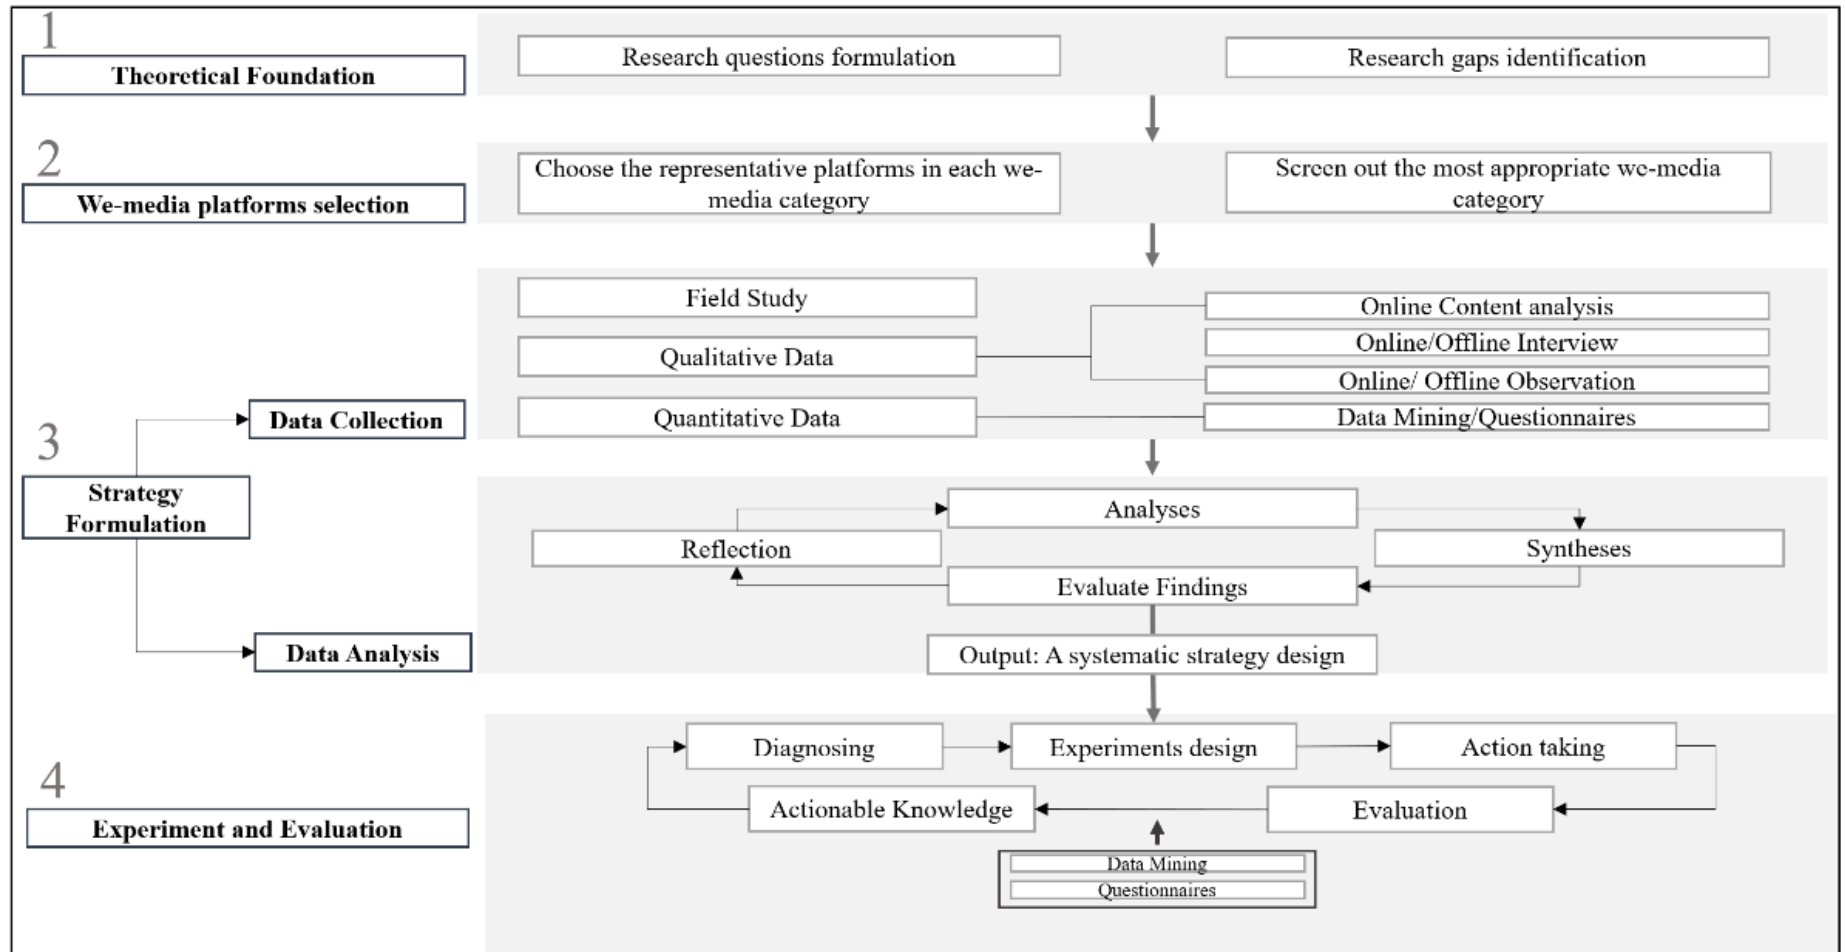 1
Theoretical Foundation
Research questions formulation
Research gaps identification
2
We-media platforms selection
Choose the representative platforms in each we-
media category
Screen out the most appropriate we-media
category
3
Strategy
Formulation
Data Collection
Field Study
Qualitative Data
Quantitative Data
Online Content analysis
Online/Offline Interview
Online/ Offline Observation
Data Mining/Questionnaires
Data Analysis
Analyses
Reflection
Syntheses
Evaluate Findings
Output: A systematic strategy design
4
Experiment and Evaluation
Diagnosing
Experiments design
Action taking
Actionable Knowledge
Evaluation
Data Mining
Questionnaires